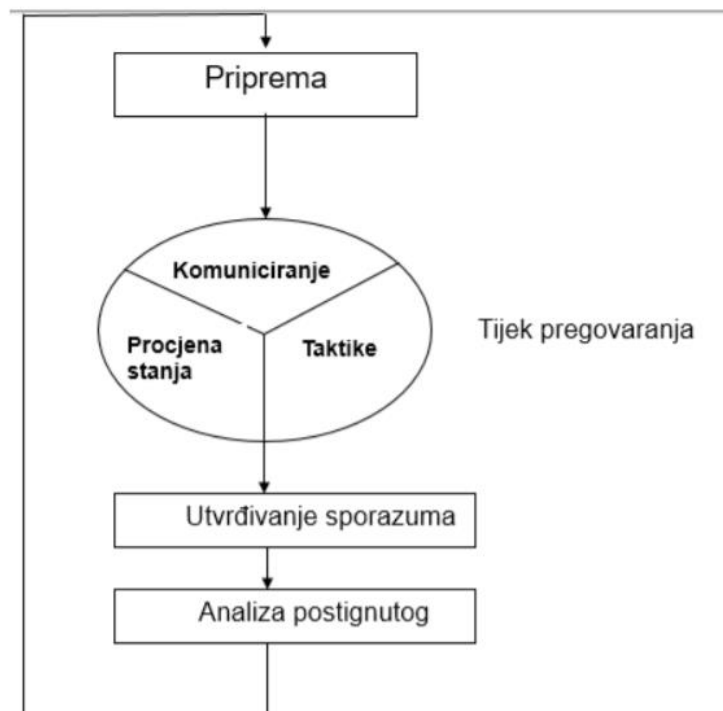 Priprema
Komuniciranje
Procjena
stanja
Taktike
Tijek pregovaranja
Utvrđivanje sporazuma
Analiza postignutog